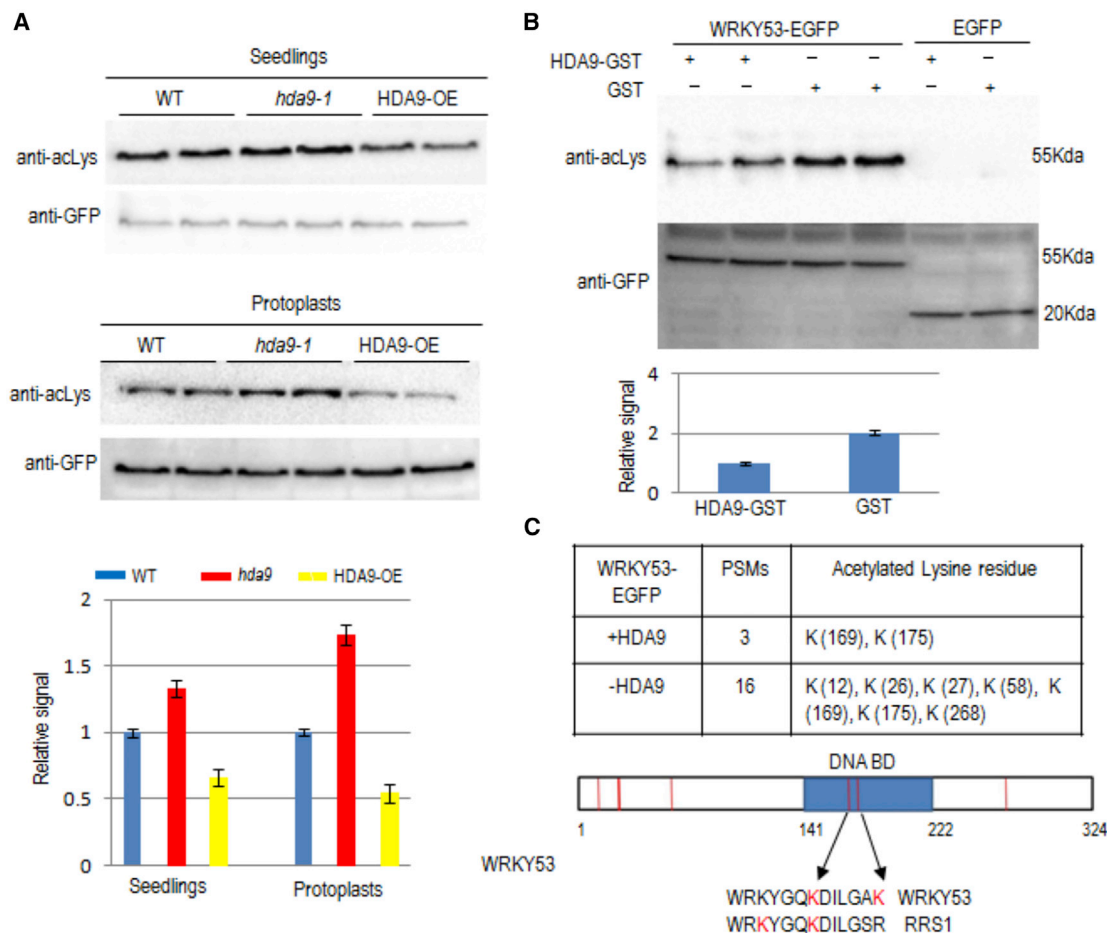 A
Seedlings
WT hda9-1 HDA9-OE
anti-acLys
anti-GFP
Protoplasts
WT hda9-1 HDA9-OE
anti-acLys
anti-GFP
WT hda9 HDA9-OE
Relative signal
2
1.5
1
0.5
0
Seedlings Protoplasts
B
WRKY53-EGFP EGFP
HDA9-GST + + – – + –
GST – – + + – +
anti-acLys 55Kda
anti-GFP 55Kda
20Kda
Relative signal
4
2
0
HDA9-GST GST
C
WRKY53-EGFP PSMs Acetylated Lysine residue
+HDA9 3 K (169), K (175)
-HDA9 16 K (12), K (26), K (27), K (58), K
(169), K (175), K (268)
DNA BD
1 141 222 324
WRKY53
WRKYGQKDILGAK WRKY53
WRKYGQKDILGSR RRS1